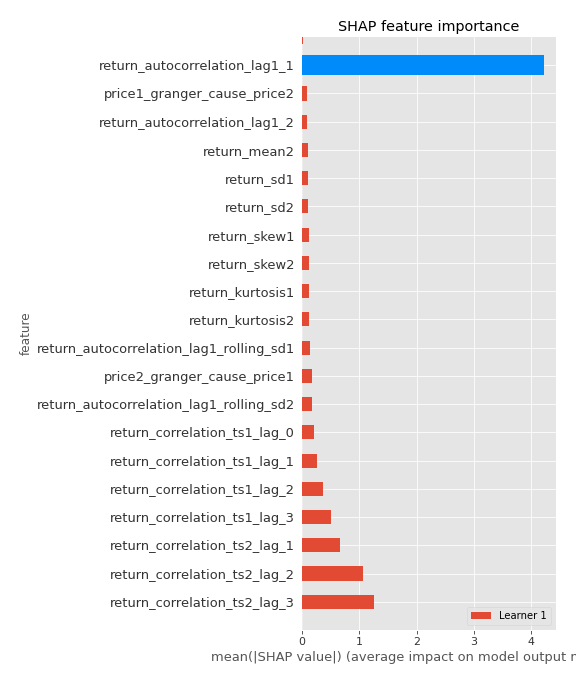 SHAP feature importance
return_autocorrelation_lag1_1
price1_granger_cause_price2
return_autocorrelation_lag1_2
return_mean2
return_sd1
return_sd2
return_skew1
return_skew2
return_kurtosis1
return_kurtosis2
return_autocorrelation_lag1_rolling_sd1
price2_granger_cause_price1
return_autocorrelation_lag1_rolling_sd2
return_correlation_ts1_lag_0
return_correlation_ts1_lag_1
return_correlation_ts1_lag_2
return_correlation_ts1_lag_3
return_correlation_ts2_lag_1
return_correlation_ts2_lag_2
return_correlation_ts2_lag_3
feature
Learner 1
0 1 2 3 4
mean(|SHAP value|) (average impact on model output